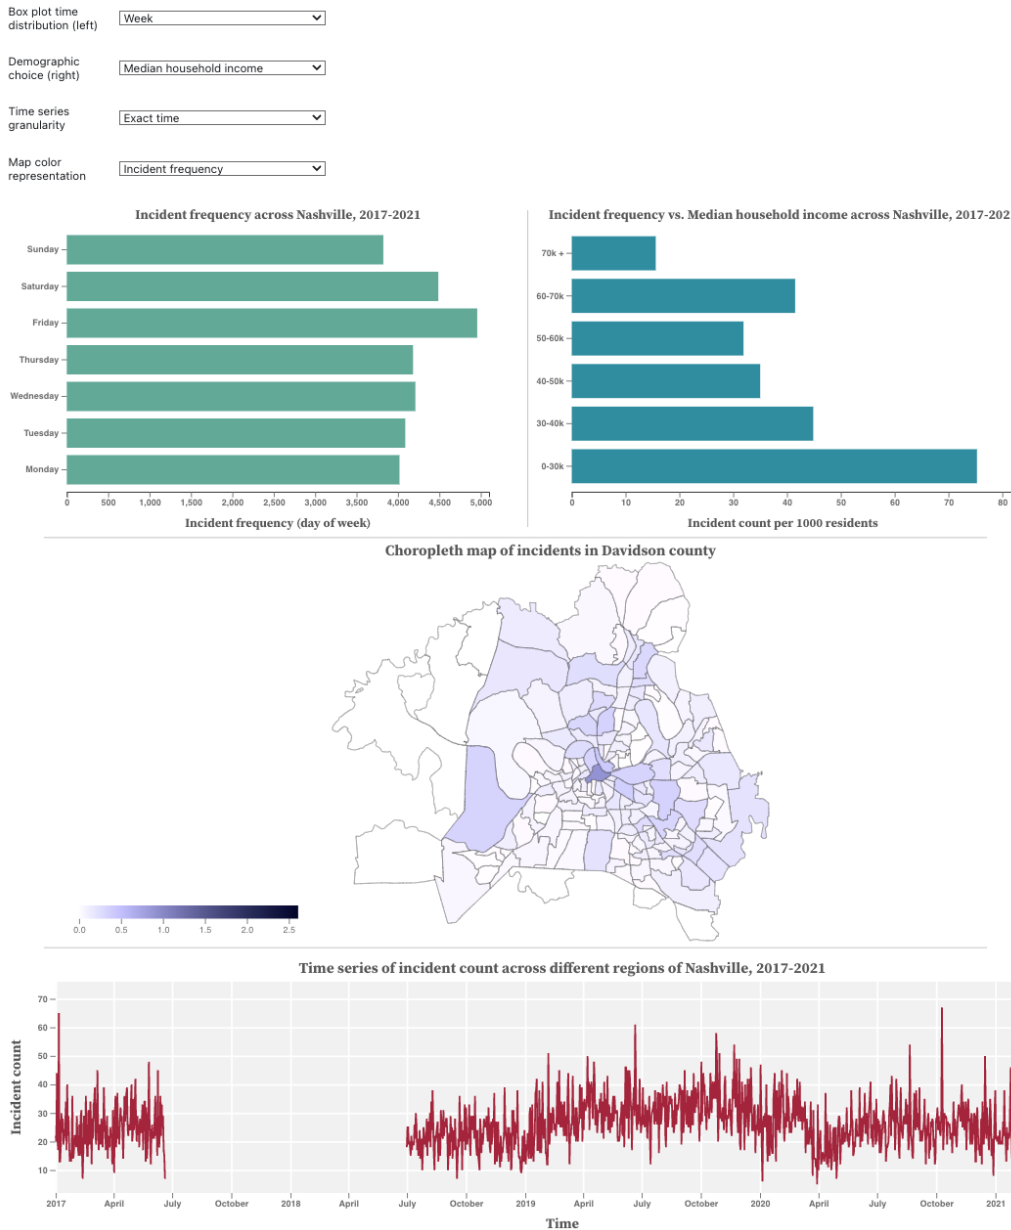 Box plot time
distribution (left)
Week
Demographic
choice (right)
Median household income
Time series
granularity
Exact time
Map color
representation
Incident frequency
Incident frequency across Nashville, 2017-2021
Sunday
Saturday
Friday
Thursday
Wednesday
Tuesday
Monday
0 500 1,000 1,500 2,000 2,500 3,000 3,500 4,000 4,500 5,000
Incident frequency (day of week)
Incident frequency vs. Median household income across Nashville, 2017-202
70k +
60-70k
50-60k
40-50k
30-40k
0-30k
0 10 20 30 40 50 60 70 80
Incident count per 1000 residents
Choropleth map of incidents in Davidson county
0.0 0.5 1.0 1.5 2.0 2.5
Time series of incident count across different regions of Nashville, 2017-2021
Incident count
70
60
50
40
30
20
10
2017 April July October 2018 April July October 2019 April July October 2020 April July October 2021
Time